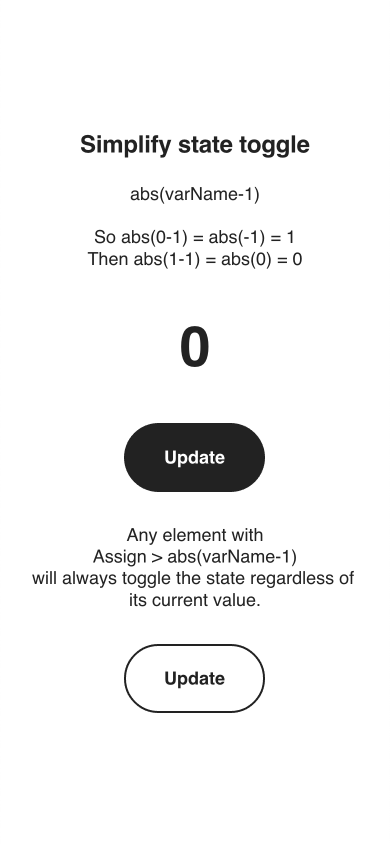 Simplify state toggle
abs(varName-1)
So abs(0-1) = abs(-1) = 1
Then abs(1-1) = abs(0) = 0
0
Update
Any element with
Assign > abs(varName-1)
will always toggle the state regardless of
its current value.
Update